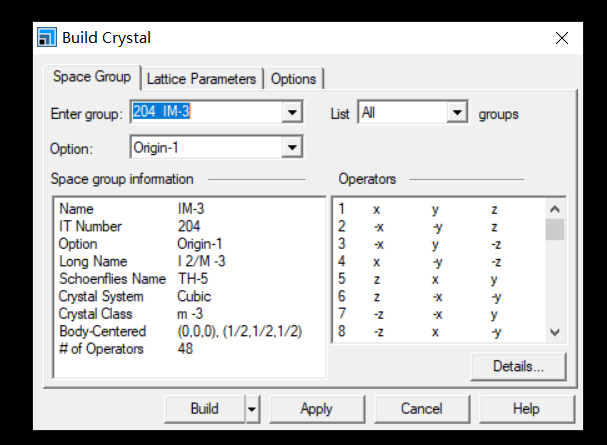 Build Crystal
Space Group Lattice Parameters Options
Enter group: 204 IM-3 List All groups
Option: Origin-1
Space group information Operators
Name IM-3
IT Number 204
Option Origin-1
Long Name I 2/M -3
Schoenflies Name TH-5
Crystal System Cubic
Crystal Class m -3
Body-Centered (0,0,0), (1/2,1/2,1/2)
# of Operators 48
1 x y z
2 -x -y z
3 -x y -z
4 x -y -z
5 z x y
6 z -x -y
7 -z -x y
8 -z x -y
Details...
Build Apply Cancel Help